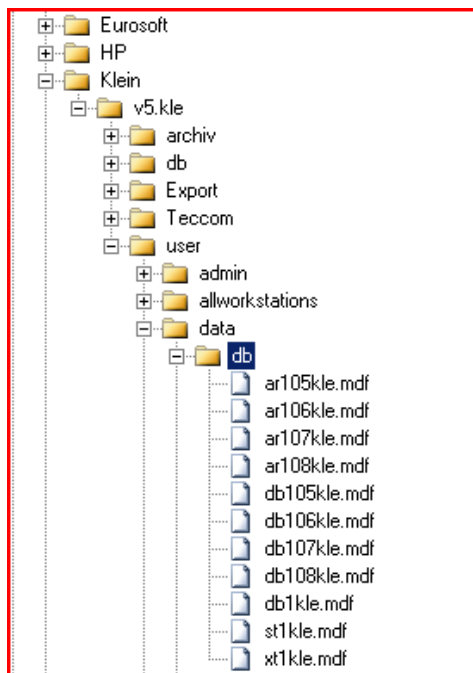 Eurosoft
HP
Klein
v5.kle
archiv
db
Export
Teccom
user
admin
allworkstations
data
db
ar105kle.mdf
ar106kle.mdf
ar107kle.mdf
ar108kle.mdf
db105kle.mdf
db106kle.mdf
db107kle.mdf
db108kle.mdf
db1kle.mdf
st1kle.mdf
xt1kle.mdf